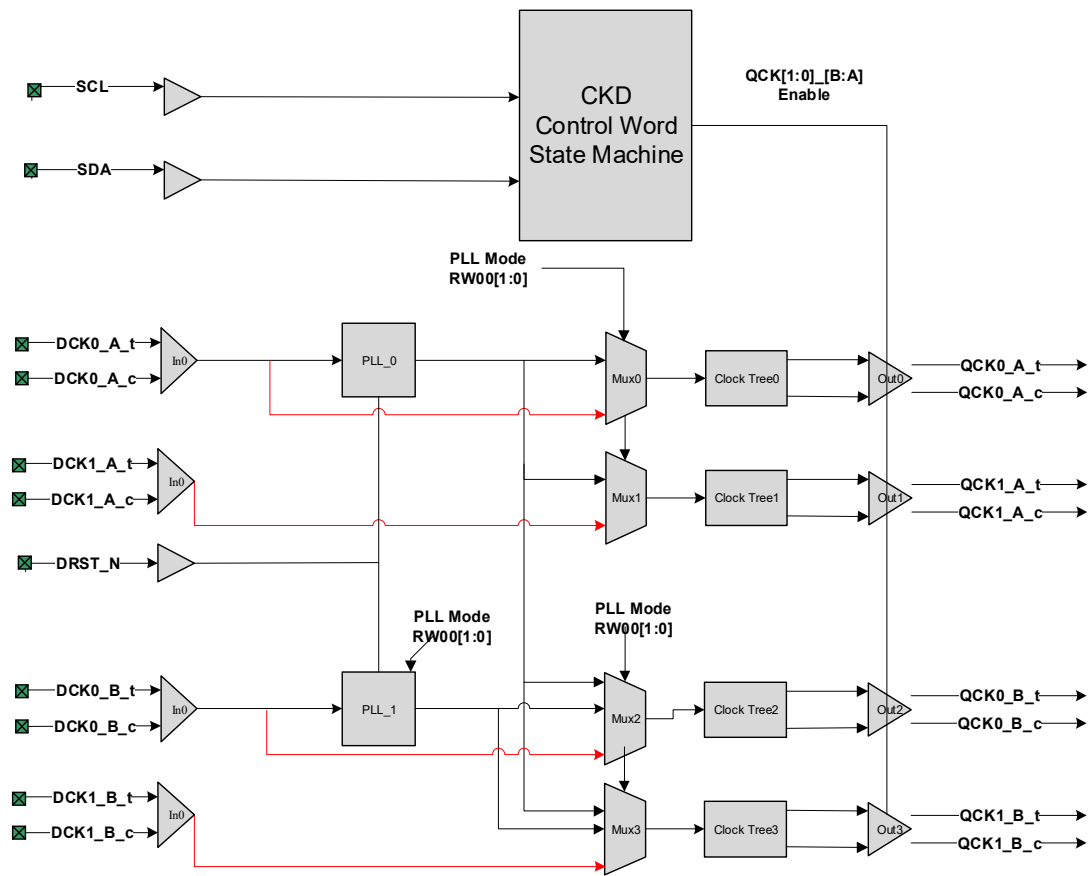 SCL
SDA
CKD
Control Word
State Machine
QCK[1:0]_[B:A]
Enable
PLL Mode
RW00[1:0]
DCK0_A_t
DCK0_A_c
In0
PLL_0
Mux0
Clock Tree0
Out0
QCK0_A_t
QCK0_A_c
DCK1_A_t
DCK1_A_c
In0
Mux1
Clock Tree1
Out1
QCK1_A_t
QCK1_A_c
DRST_N
PLL Mode
RW00[1:0]
PLL Mode
RW00[1:0]
DCK0_B_t
DCK0_B_c
In0
PLL_1
Mux2
Clock Tree2
Out2
QCK0_B_t
QCK0_B_c
DCK1_B_t
DCK1_B_c
In0
Mux3
Clock Tree3
Out3
QCK1_B_t
QCK1_B_c